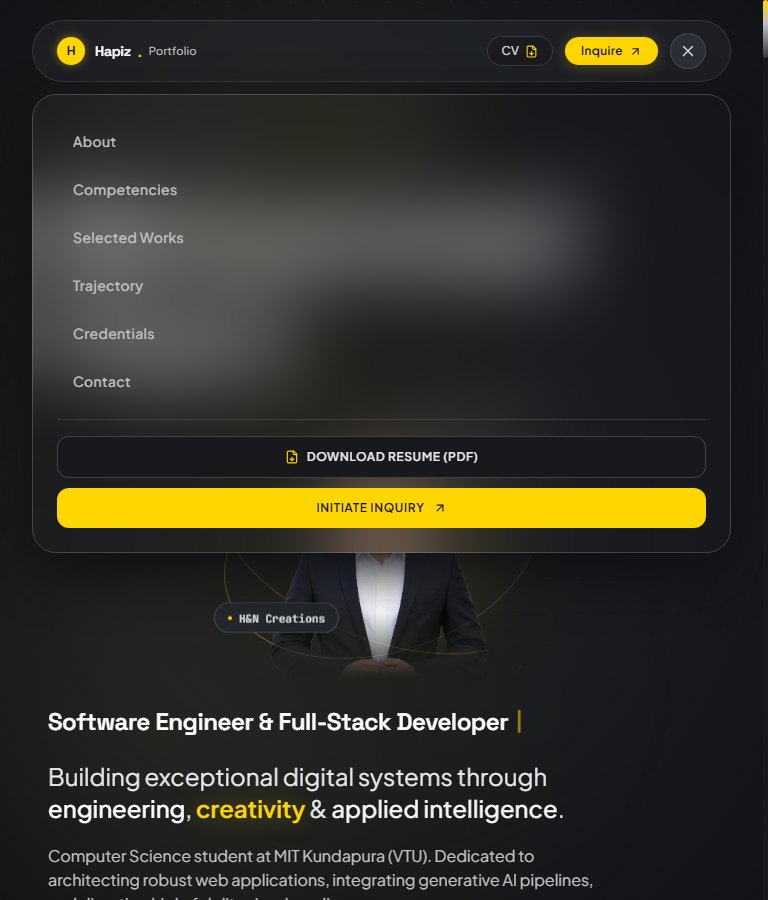 H Hapiz . Portfolio CV Inquire
About
Competencies
Selected Works
Trajectory
Credentials
Contact
DOWNLOAD RESUME (PDF)
INITIATE INQUIRY
H&N Creations
Software Engineer & Full-Stack Developer
Building exceptional digital systems through
engineering, creativity & applied intelligence.
Computer Science student at MIT Kundapura (VTU). Dedicated to
architecting robust web applications, integrating generative AI pipelines,